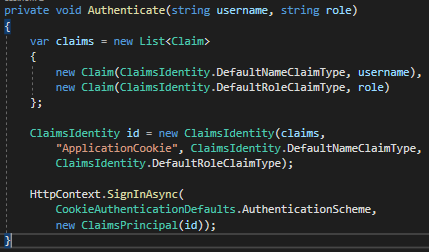 private void Authenticate(string username, string role)
{
    var claims = new List<Claim>
    {
        new Claim(ClaimsIdentity.DefaultNameClaimType, username),
        new Claim(ClaimsIdentity.DefaultRoleClaimType, role)
    };

    ClaimsIdentity id = new ClaimsIdentity(claims,
        "ApplicationCookie", ClaimsIdentity.DefaultNameClaimType,
        ClaimsIdentity.DefaultRoleClaimType);

    HttpContext.SignInAsync(
        CookieAuthenticationDefaults.AuthenticationScheme,
        new ClaimsPrincipal(id));
}